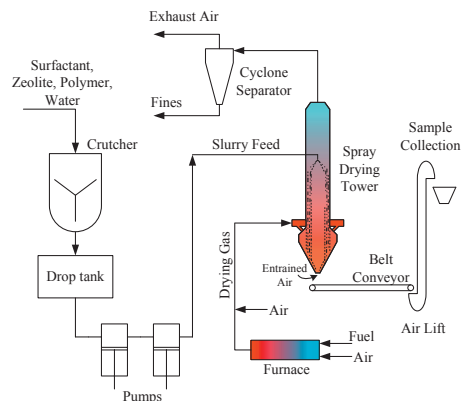 Exhaust Air
Surfactant,
Zeolite, Polymer,
Water
Cyclone
Separator
Fines
Crutcher
Slurry Feed
Sample
Collection
Spray
Drying
Tower
Drop tank
Drying Gas
Entrained
Air
Belt
Conveyor
Air
Air Lift
Fuel
Air
Furnace
Pumps